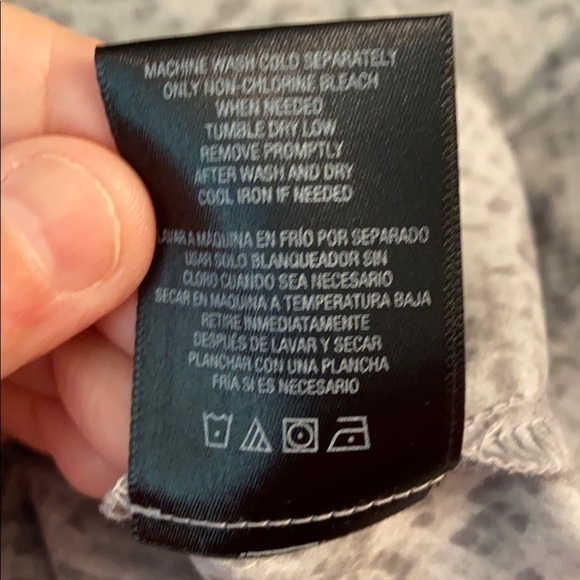 MACHINE WASH COLD SEPARATELY
ONLY NON-CHLORINE BLEACH
WHEN NEEDED
TUMBLE DRY LOW
REMOVE PROMPTLY
AFTER WASH AND DRY
COOL IRON IF NEEDED
LAVAR A MAQUINA EN FRÍO POR SEPARADO
USAR SOLO BLANQUEADOR SIN
CLORO CUANDO SEA NECESARIO
SECAR EN MAQUINA A TEMPERATURA BAJA
RETIRE INMEDIATAMENTE
DESPUÉS DE LAVAR Y SECAR
PLANCHAR CON UNA PLANCHA
FRÍA SI ES NECESARIO